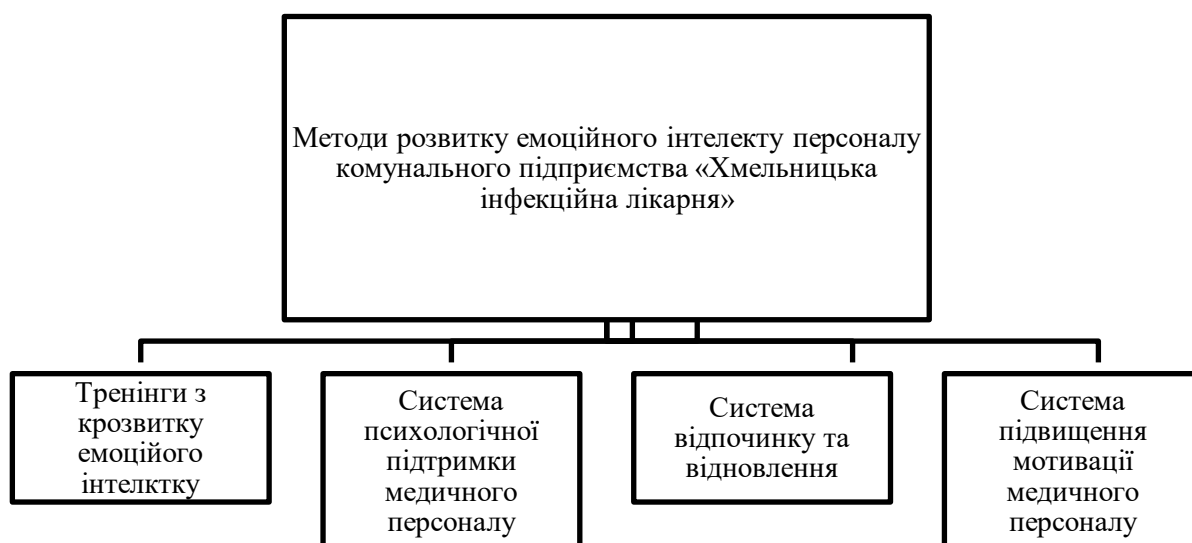 Методи розвитку емоційного інтелекту персоналу
комунального підприємства «Хмельницька
інфекційна лікарня»
Тренінги з
крозвитку
емоційого
інтелктку
Система
психологічної
підтримки
медичного
персоналу
Система
відпочинку та
відновлення
Система
підвищення
мотивації
медичного
персоналу